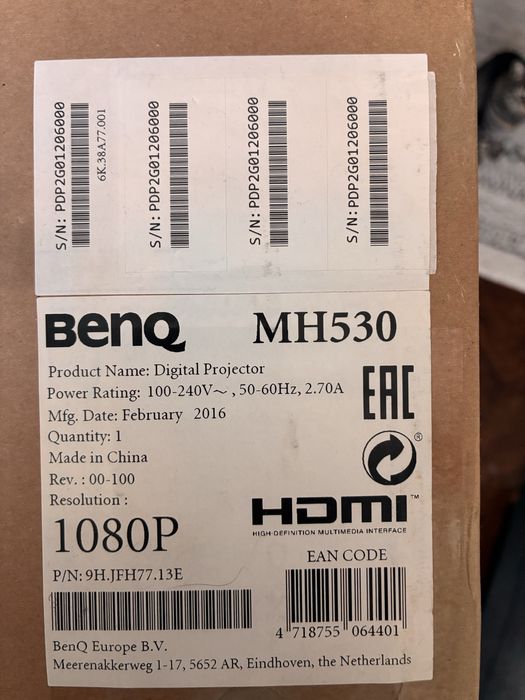 S/N: PDP2G01206000
6K.38A77.001
S/N: PDP2G01206000
S/N: PDP2G01206000
S/N: PDP2G01206000
BenQ MH530
Product Name: Digital Projector
Power Rating: 100-240V～, 50-60Hz, 2.70A
Mfg. Date: February 2016
Quantity: 1
Made in China
Rev. : 00-100
Resolution :
1080P
P/N: 9H.JFH77.13E
EAC
®
HDMI™
HIGH-DEFINITION MULTIMEDIA INTERFACE
EAN CODE
4 718755 064401
BenQ Europe B.V.
Meerenakkerweg 1-17, 5652 AR, Eindhoven, the Netherlands